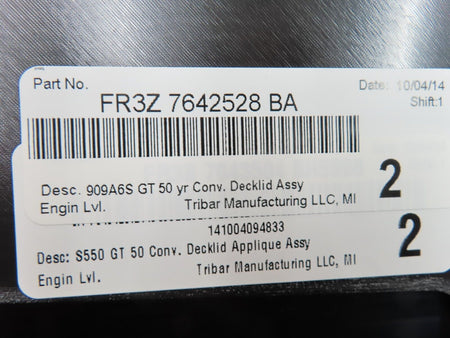 Part No. Date: 10/04/14
FR3Z 7642528 BA Shift:1
Desc. 909A6S GT 50 yr Conv. Decklid Assy 2
Engin Lvl. Tribar Manufacturing LLC, MI
141004094833
Desc: S550 GT 50 Conv. Decklid Applique Assy 2
Engin Lvl. Tribar Manufacturing LLC, MI